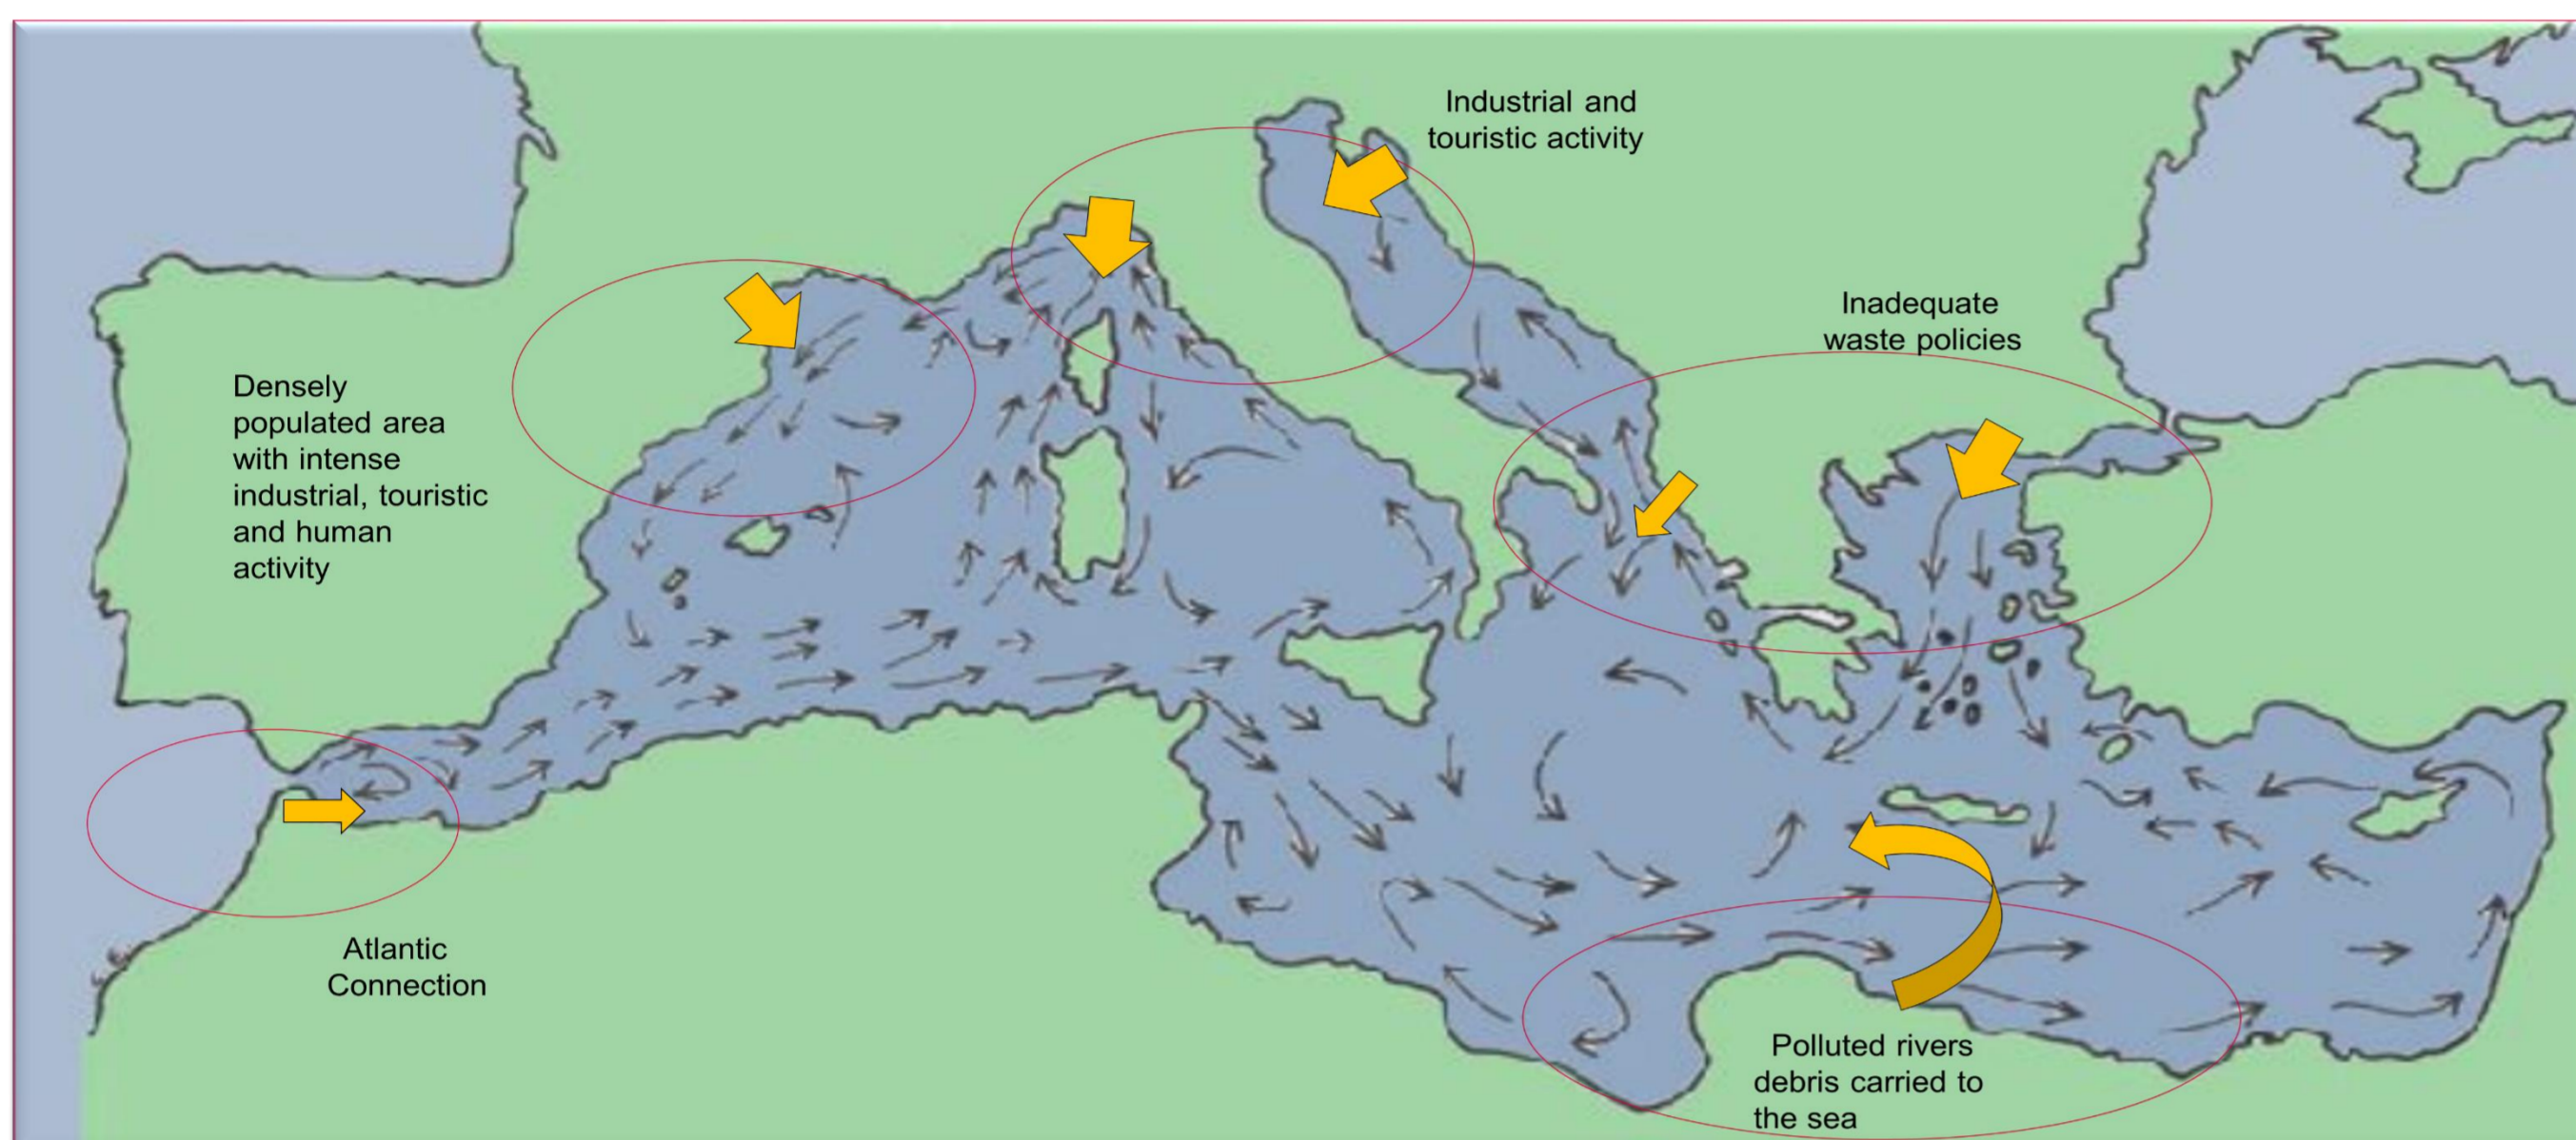 Industrial and
touristic activity
Inadequate
waste policies
Densely
populated area
with intense
industrial, touristic
and human
activity
Atlantic
Connection
Polluted rivers
debris carried to
the sea